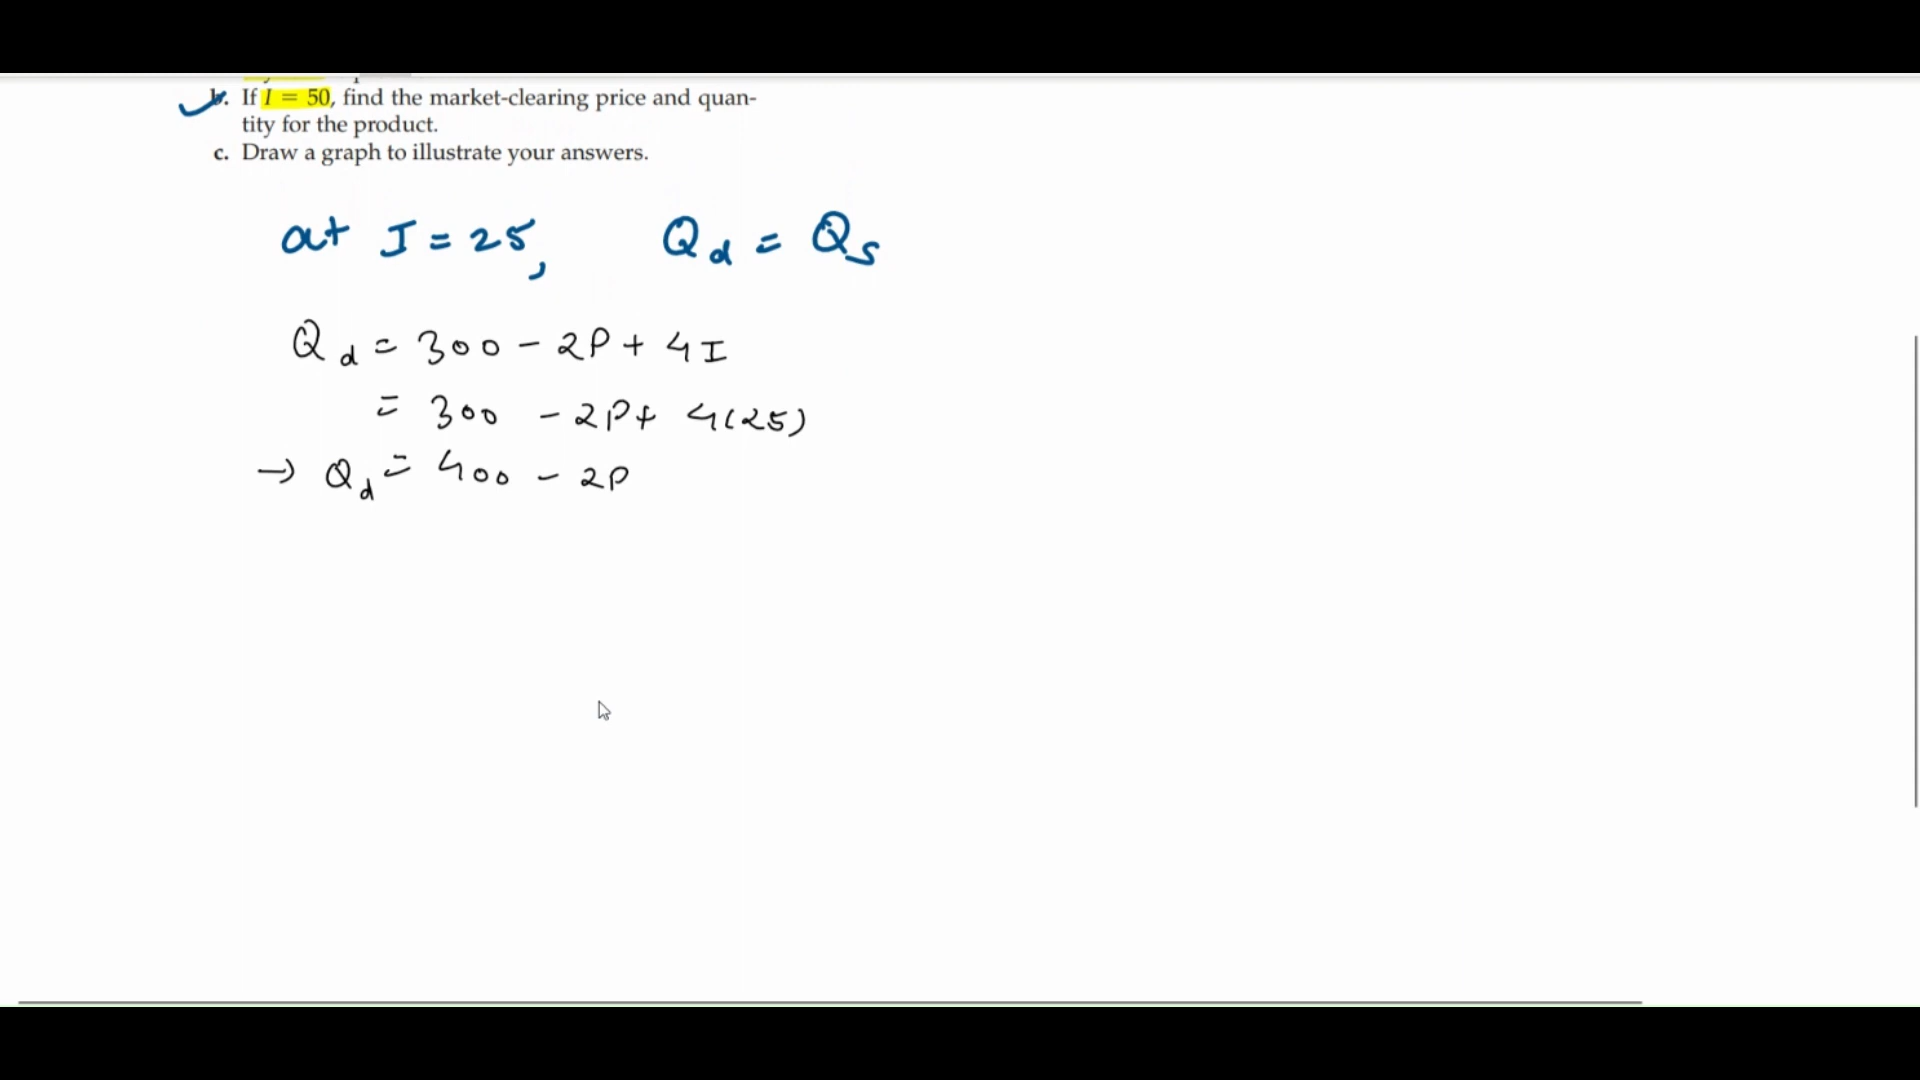 b. If I = 50, find the market-clearing price and quan-
tity for the product.
c. Draw a graph to illustrate your answers.
at I = 25, Qd = Qs
Qd = 300 - 2P + 4I
= 300 - 2P + 4(25)
→ Qd = 400 - 2P